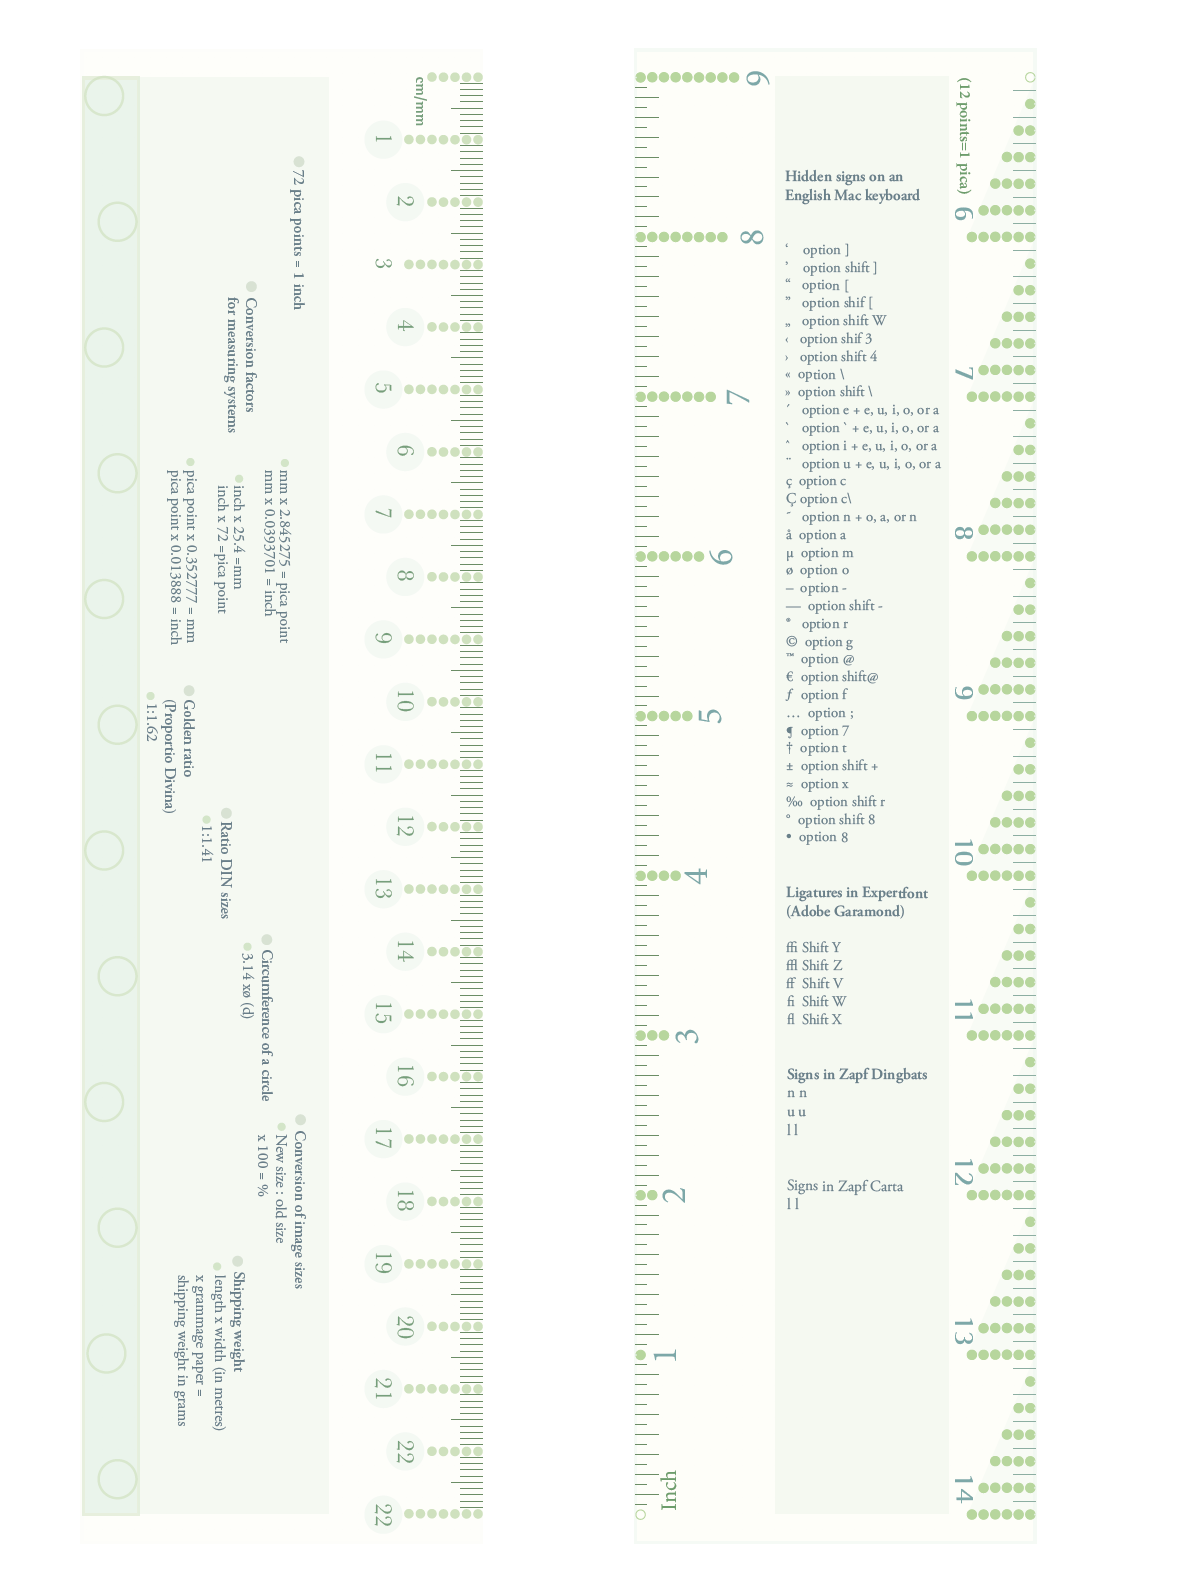 72 pica points = 1 inch
Conversion factors
for measuring systems
mm x 2.845275 = pica point
mm x 0.0393701 = inch
inch x 25.4 =mm
inch x 72 =pica point
pica point x 0.352777 = mm
pica point x 0.013888 = inch
Golden ratio
(Proportio Divina)
1:1.62
Ratio DIN sizes
1:1.41
Circumference of a circle
3.14 xø (d)
Conversion of image sizes
New size : old size
x 100 = %
Shipping weight
length x width (in metres)
x grammage paper =
shipping weight in grams
cm/mm
1
2
3
4
5
6
7
8
9
10
11
12
13
14
15
16
17
18
19
20
21
22
22
9
8
7
6
5
4
3
2
1
Inch
Hidden signs on an
English Mac keyboard
‘ option ]
’ option shift ]
“ option [
” option shif [
„ option shift W
‹ option shif 3
› option shift 4
« option \
» option shift \
´ option e + e, u, i, o, or a
` option ` + e, u, i, o, or a
ˆ option i + e, u, i, o, or a
¨ option u + e, u, i, o, or a
ç option c
Ç option c\
˜ option n + o, a, or n
å option a
µ option m
ø option o
– option -
— option shift -
® option r
© option g
™ option @
€ option shift@
ƒ option f
… option ;
¶ option 7
† option t
± option shift +
≈ option x
‰ option shift r
° option shift 8
• option 8
Ligatures in Expertfont
(Adobe Garamond)
ffi Shift Y
ffl Shift Z
ff Shift V
fi Shift W
fl Shift X
Signs in Zapf Dingbats
n n
u u
l l
Signs in Zapf Carta
l l
(12 points=1 pica)
6
7
8
9
10
11
12
13
14